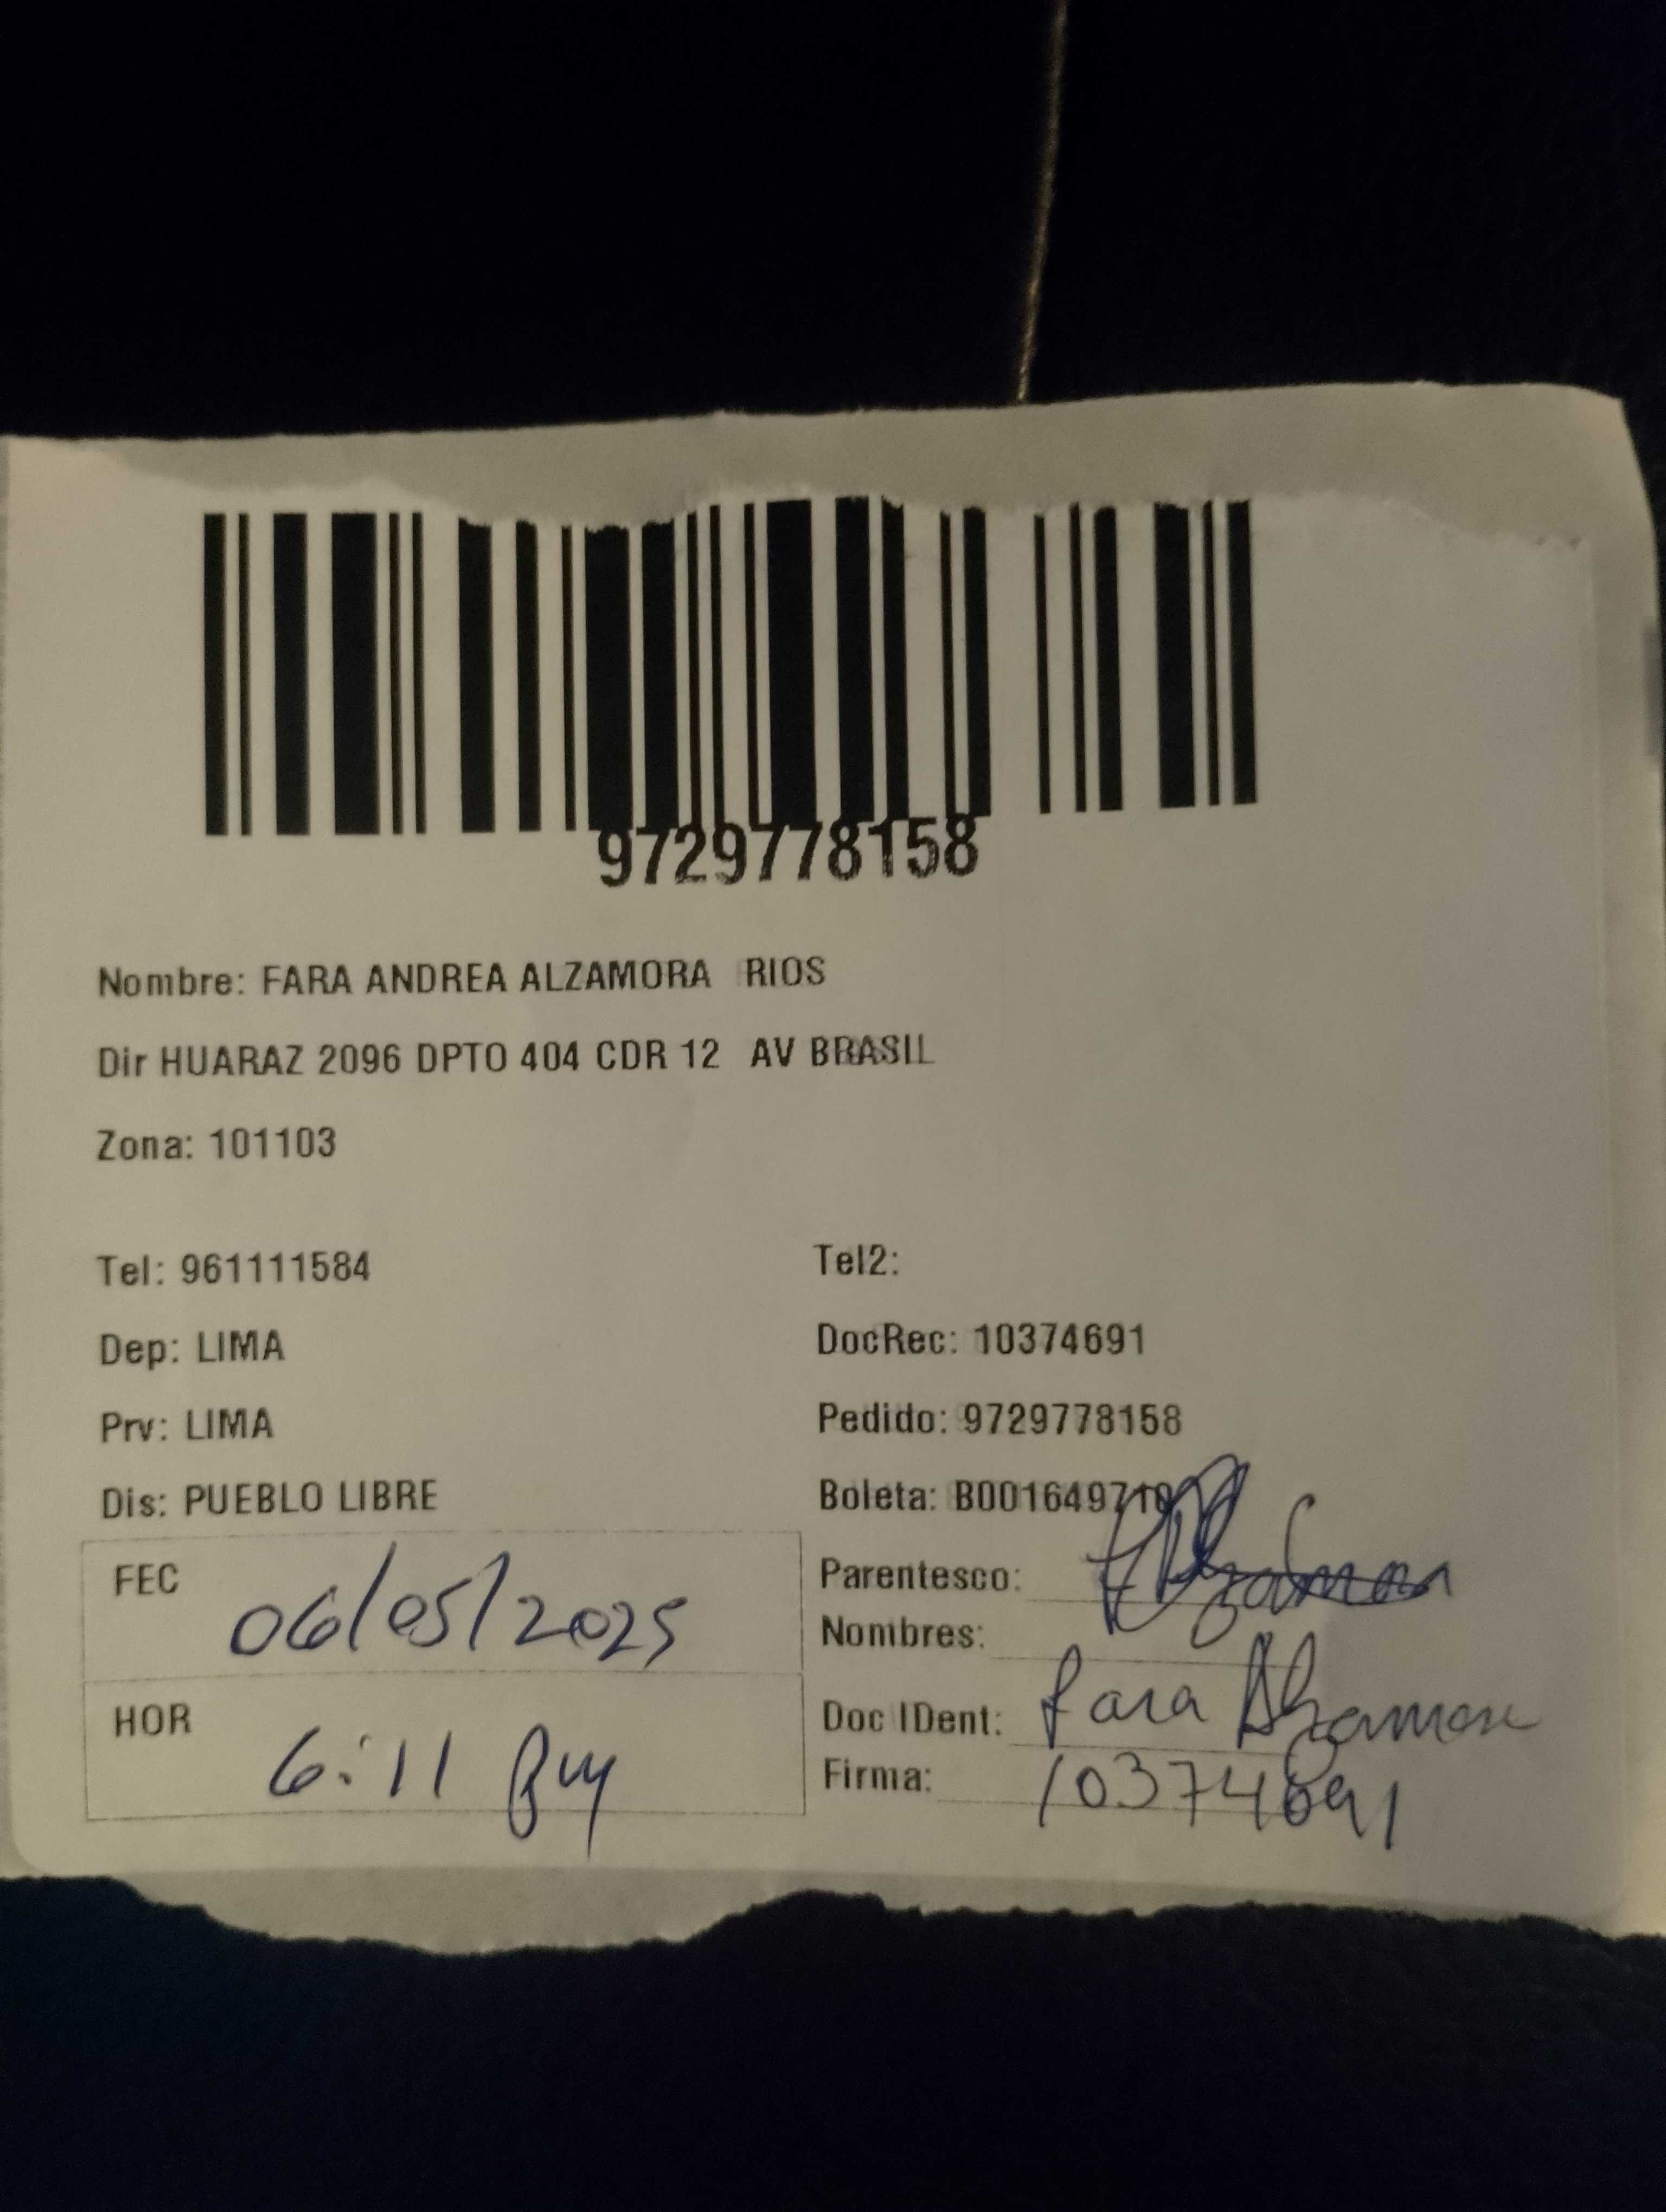 9729778158
Nombre: FARA ANDREA ALZAMORA RIOS
Dir HUARAZ 2096 DPTO 404 CDR 12 AV BRASIL
Zona: 101103
Tel: 961111584 Tel2:
Dep: LIMA DocRec: 10374691
Prv: LIMA Pedido: 9729778158
Dis: PUEBLO LIBRE Boleta:
FEC 06/05/2025 Parentesco:
Nombres:
HOR 6:11 pm Doc IDent: Fara Alzamora
Firma: 10374691